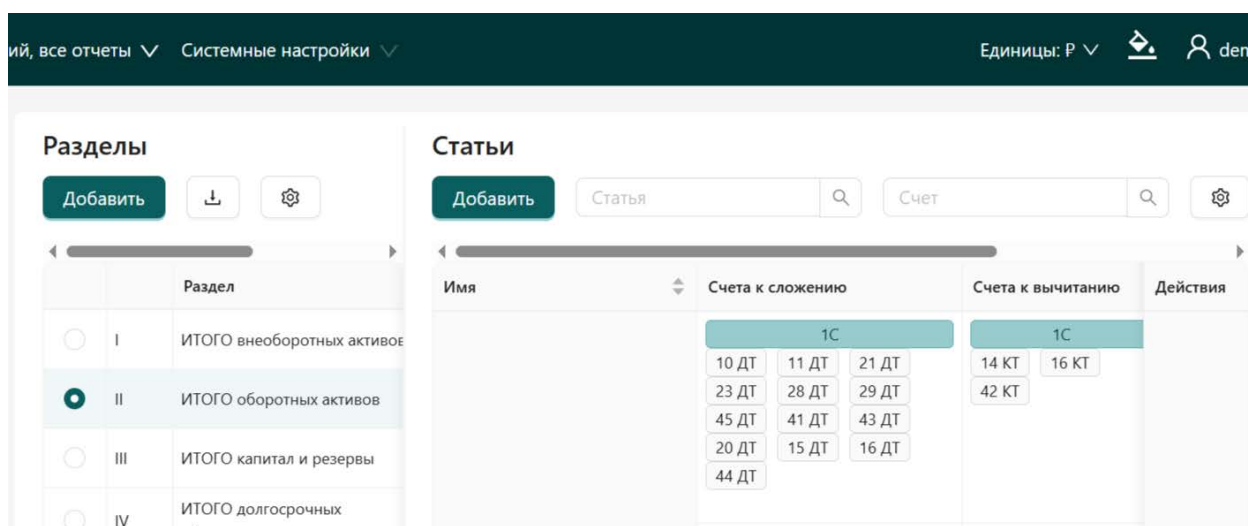 ий, все отчеты Системные настройки Единицы: ₽ den
Разделы
Добавить
Раздел
I ИТОГО внеоборотных активов
II ИТОГО оборотных активов
III ИТОГО капитал и резервы
IV ИТОГО долгосрочных
Статьи
Добавить Статья Счет
Имя Счета к сложению Счета к вычитанию Действия
1С 1С
10 ДТ 11 ДТ 21 ДТ 14 КТ 16 КТ
23 ДТ 28 ДТ 29 ДТ 42 КТ
45 ДТ 41 ДТ 43 ДТ
20 ДТ 15 ДТ 16 ДТ
44 ДТ